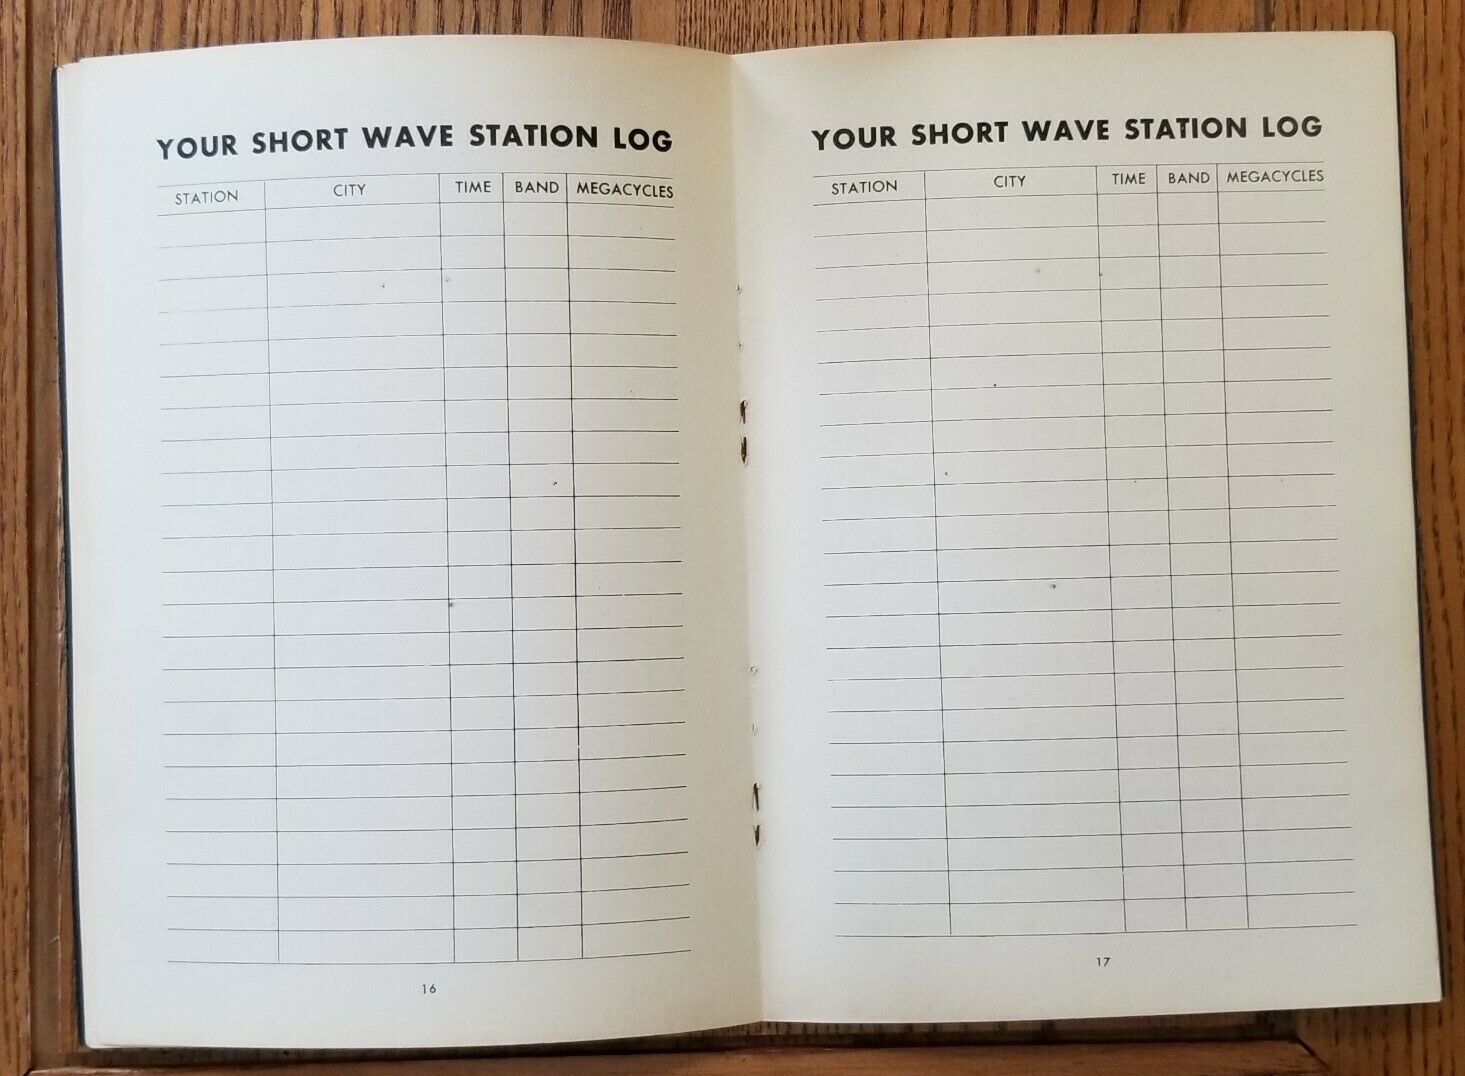 YOUR SHORT WAVE STATION LOG
STATION CITY TIME BAND MEGACYCLES
16
YOUR SHORT WAVE STATION LOG
STATION CITY TIME BAND MEGACYCLES
17